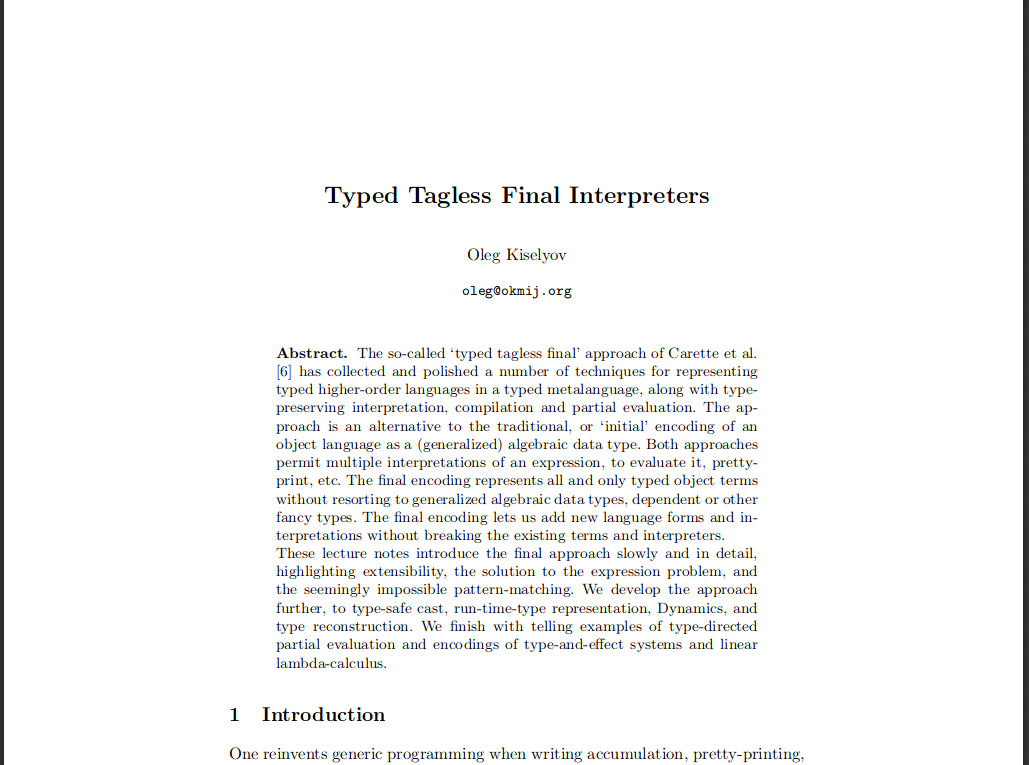 Typed Tagless Final Interpreters
Oleg Kiselyov
oleg@okmij.org
Abstract. The so-called ‘typed tagless final’ approach of Carette et al.
[6] has collected and polished a number of techniques for representing
typed higher-order languages in a typed metalanguage, along with type-
preserving interpretation, compilation and partial evaluation. The ap-
proach is an alternative to the traditional, or ‘initial’ encoding of an
object language as a (generalized) algebraic data type. Both approaches
permit multiple interpretations of an expression, to evaluate it, pretty-
print, etc. The final encoding represents all and only typed object terms
without resorting to generalized algebraic data types, dependent or other
fancy types. The final encoding lets us add new language forms and in-
terpretations without breaking the existing terms and interpreters.
These lecture notes introduce the final approach slowly and in detail,
highlighting extensibility, the solution to the expression problem, and
the seemingly impossible pattern-matching. We develop the approach
further, to type-safe cast, run-time-type representation, Dynamics, and
type reconstruction. We finish with telling examples of type-directed
partial evaluation and encodings of type-and-effect systems and linear
lambda-calculus.
1 Introduction
One reinvents generic programming when writing accumulation, pretty-printing,